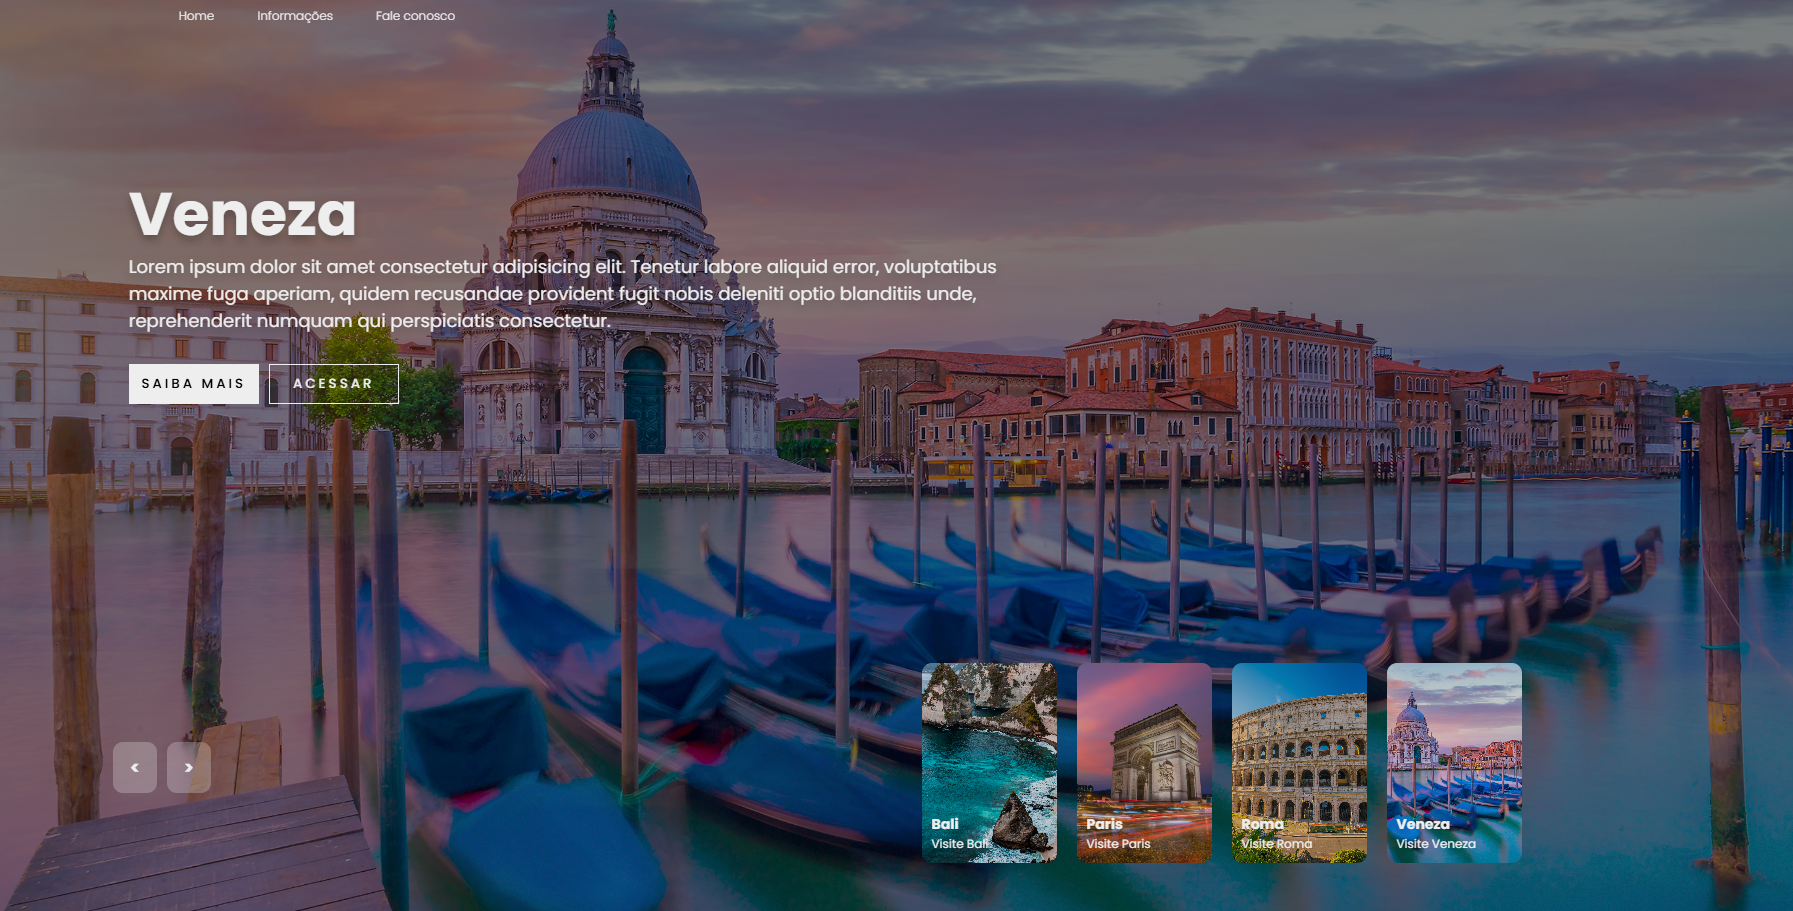 Home Informações Fale conosco
Veneza
Lorem ipsum dolor sit amet consectetur adipisicing elit. Tenetur labore aliquid error, voluptatibus
maxime fuga aperiam, quidem recusandae provident fugit nobis deleniti optio blanditiis unde,
reprehenderit numquam qui perspiciatis consectetur.
SAIBA MAIS ACESSAR
< >
Bali
Visite Bali
Paris
Visite Paris
Roma
Visite Roma
Veneza
Visite Veneza